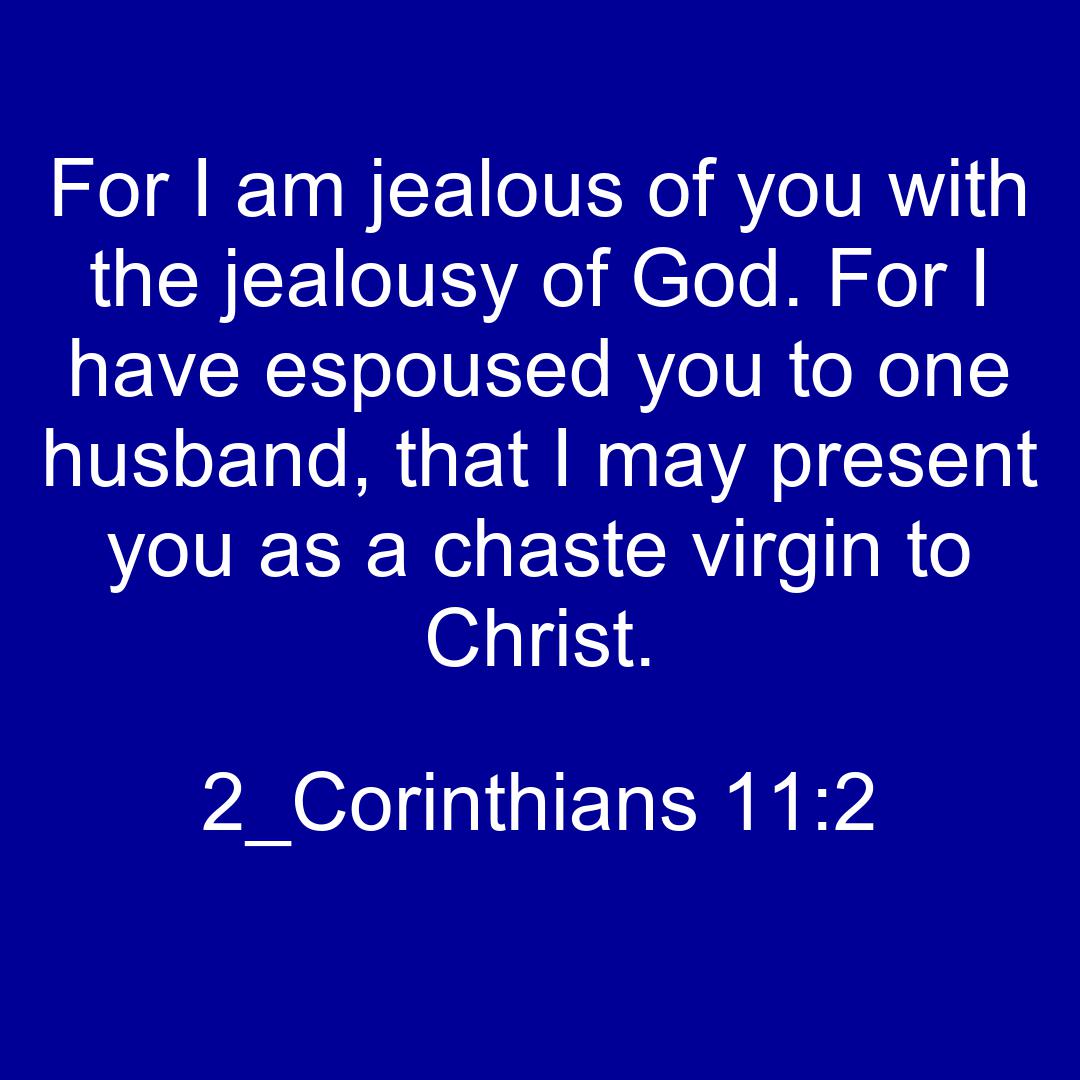 For I am jealous of you with
the jealousy of God. For I
have espoused you to one
husband, that I may present
you as a chaste virgin to
Christ.
2_Corinthians 11:2